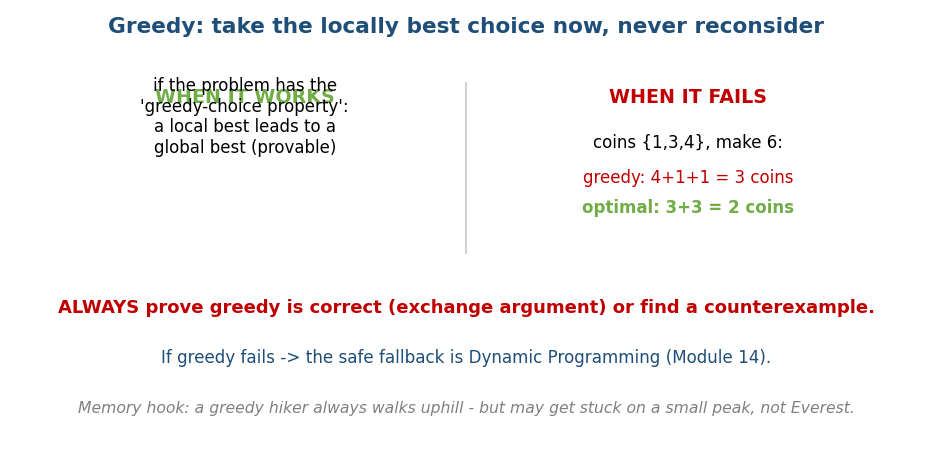 Greedy: take the locally best choice now, never reconsider
WHEN IT WORKS
if the problem has the
'greedy-choice property':
a local best leads to a
global best (provable)
WHEN IT FAILS
coins {1,3,4}, make 6:
greedy: 4+1+1 = 3 coins
optimal: 3+3 = 2 coins
ALWAYS prove greedy is correct (exchange argument) or find a counterexample.
If greedy fails -> the safe fallback is Dynamic Programming (Module 14).
Memory hook: a greedy hiker always walks uphill - but may get stuck on a small peak, not Everest.